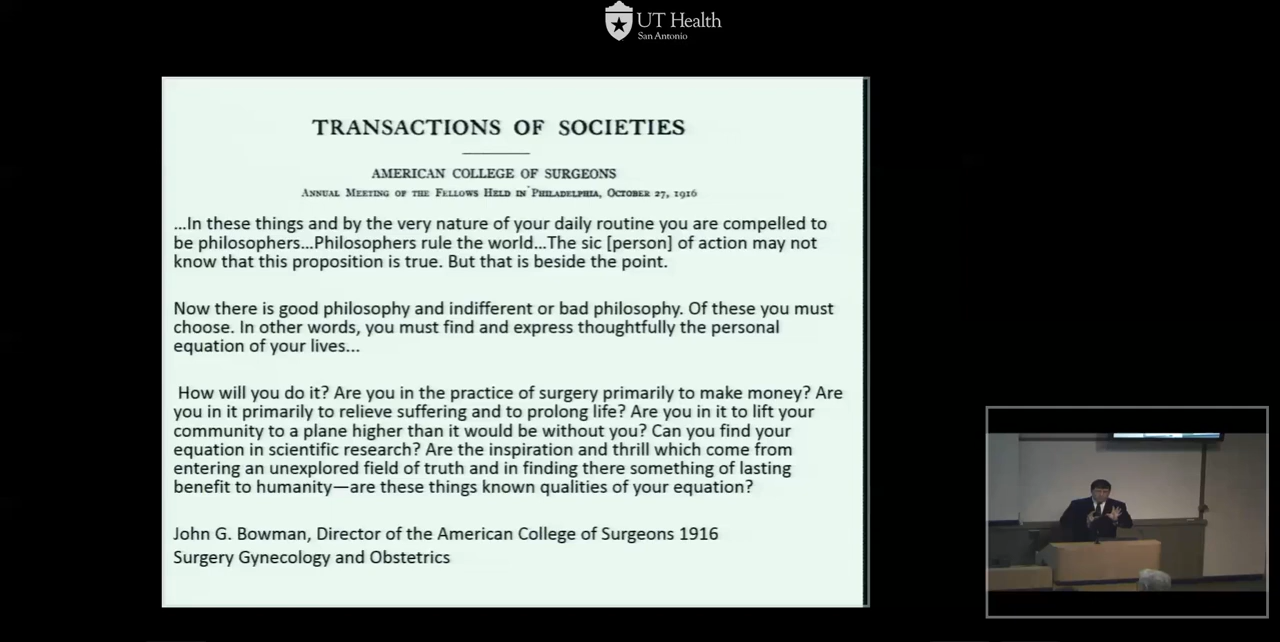 UT Health
San Antonio
TRANSACTIONS OF SOCIETIES
AMERICAN COLLEGE OF SURGEONS
ANNUAL MEETING OF THE FELLOWS HELD IN PHILADELPHIA, OCTOBER 27, 1916
...In these things and by the very nature of your daily routine you are compelled to
be philosophers...Philosophers rule the world...The sic [person] of action may not
know that this proposition is true. But that is beside the point.
Now there is good philosophy and indifferent or bad philosophy. Of these you must
choose. In other words, you must find and express thoughtfully the personal
equation of your lives...
How will you do it? Are you in the practice of surgery primarily to make money? Are
you in it primarily to relieve suffering and to prolong life? Are you in it to lift your
community to a plane higher than it would be without you? Can you find your
equation in scientific research? Are the inspiration and thrill which come from
entering an unexplored field of truth and in finding there something of lasting
benefit to humanity—are these things known qualities of your equation?
John G. Bowman, Director of the American College of Surgeons 1916
Surgery Gynecology and Obstetrics